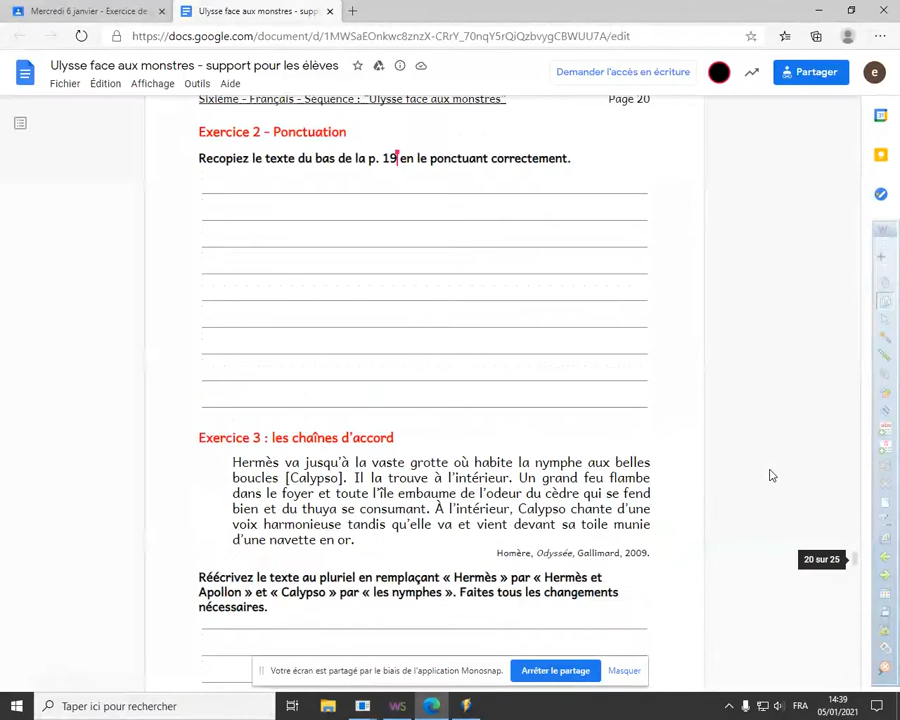 Mercredi 6 janvier - Exercice de
Ulysse face aux monstres - supp
https://docs.google.com/document/d/1MWSaEOnkwc8znzX-CRrY_70nqY5rQiQzbvygCBWUU7A/edit
Ulysse face aux monstres - support pour les élèves
Demander l'accès en écriture
Partager
e
Fichier Édition Affichage Outils Aide
Sixième - Français - Séquence : "Ulysse face aux monstres" Page 20
Exercice 2 - Ponctuation
Recopiez le texte du bas de la p. 19 en le ponctuant correctement.
Exercice 3 : les chaînes d'accord
Hermès va jusqu'à la vaste grotte où habite la nymphe aux belles
boucles [Calypso]. Il la trouve à l'intérieur. Un grand feu flambe
dans le foyer et toute l'île embaume de l'odeur du cèdre qui se fend
bien et du thuya se consumant. À l'intérieur, Calypso chante d'une
voix harmonieuse tandis qu'elle va et vient devant sa toile munie
d'une navette en or.
Homère, Odyssée, Gallimard, 2009.
20 sur 25
Réécrivez le texte au pluriel en remplaçant « Hermès » par « Hermès et
Apollon » et « Calypso » par « les nymphes ». Faites tous les changements
nécessaires.
Votre écran est partagé par le biais de l'application Monosnap.
Arrêter le partage
Masquer
Taper ici pour rechercher
WS
FRA
14:39
05/01/2021